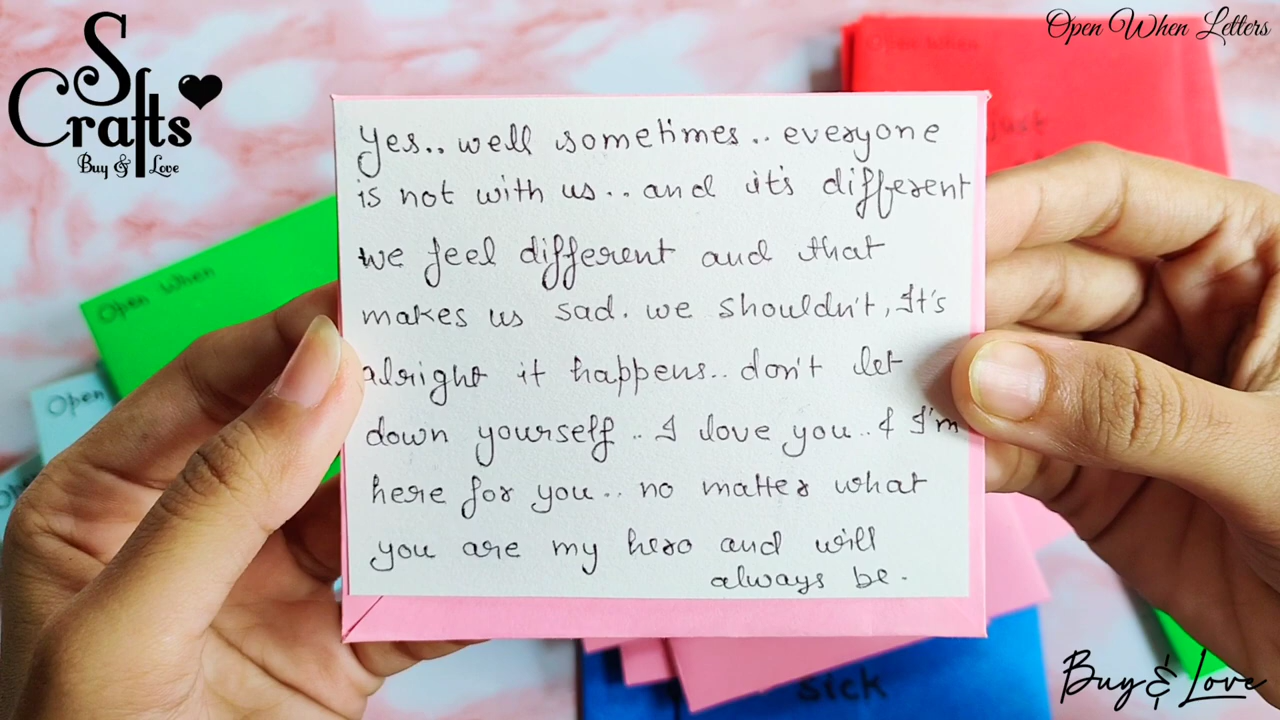 S
Crafts
Buy & Love
Open When Letters
Open When
just
Open When
Open
Yes.. well sometimes.. everyone
is not with us.. and it's different
we feel different and that
makes us sad. we shouldn't, It's
alright it happens.. don't let
down yourself.. I love you.. & I'm
here for you.. no matter what
you are my hero and will
always be.
sick
Buy & Love